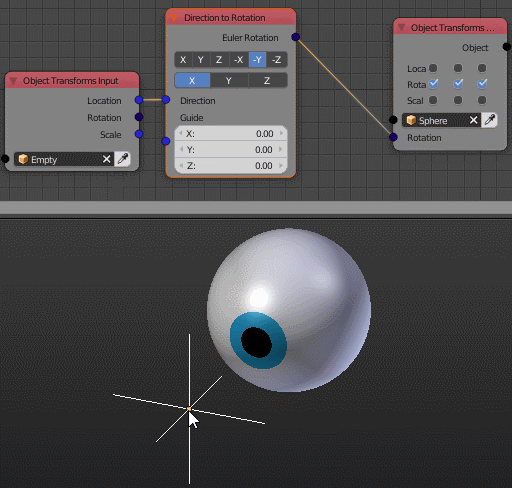 Object Transforms Input
Location
Rotation
Scale
Empty
Direction to Rotation
Euler Rotation
X Y Z -X -Y -Z
X Y Z
Direction
Guide
X: 0.00
Y: 0.00
Z: 0.00
Object Transforms ...
Object
Loca
Rota
Scal
Sphere
Rotation